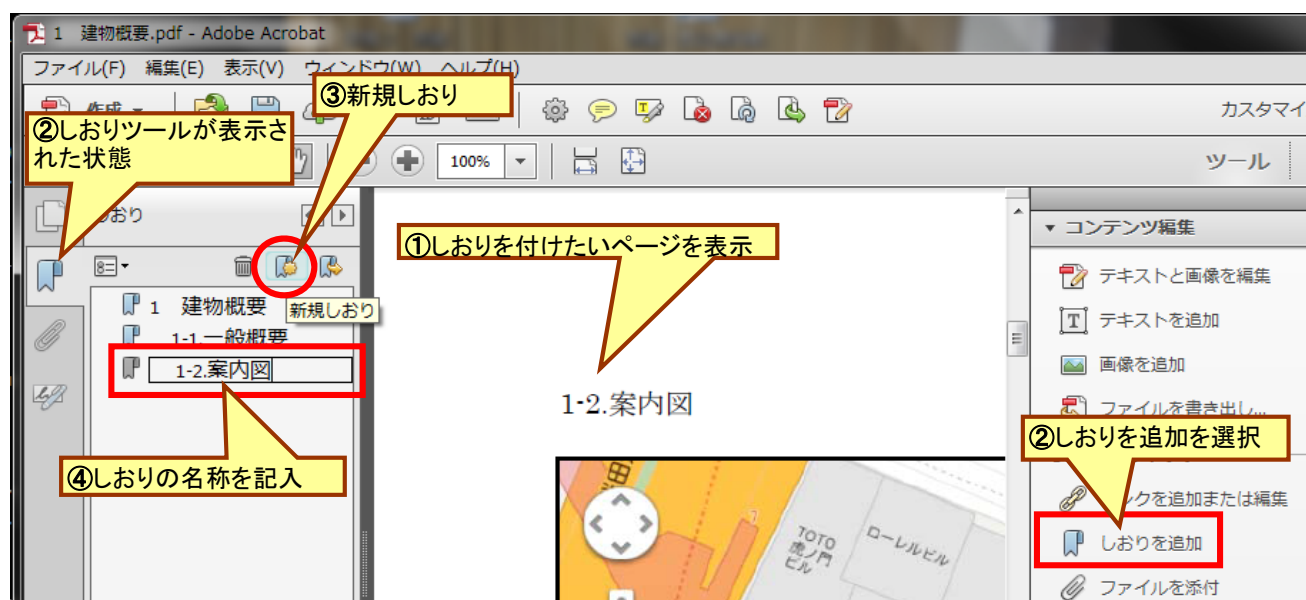 1 建物概要.pdf - Adobe Acrobat
ファイル(F) 編集(E) 表示(V) ウィンドウ(W) ヘルプ(H)
③新規しおり
作成
カスタマイ
②しおりツールが表示さ
れた状態
100%
ツール
しおり
①しおりを付けたいページを表示
コンテンツ編集
テキストと画像を編集
1 建物概要
新規しおり
1-1.一般概要
テキストを追加
1-2.案内図
画像を追加
1-2.案内図
ファイルを書き出し...
②しおりを追加を選択
④しおりの名称を記入
リンクを追加または編集
TOTO
虎ノ門
ビル
ローレルビル
しおりを追加
ファイルを添付